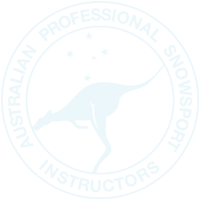 AUSTRALIAN PROFESSIONAL SNOWSPORT
INSTRUCTORS